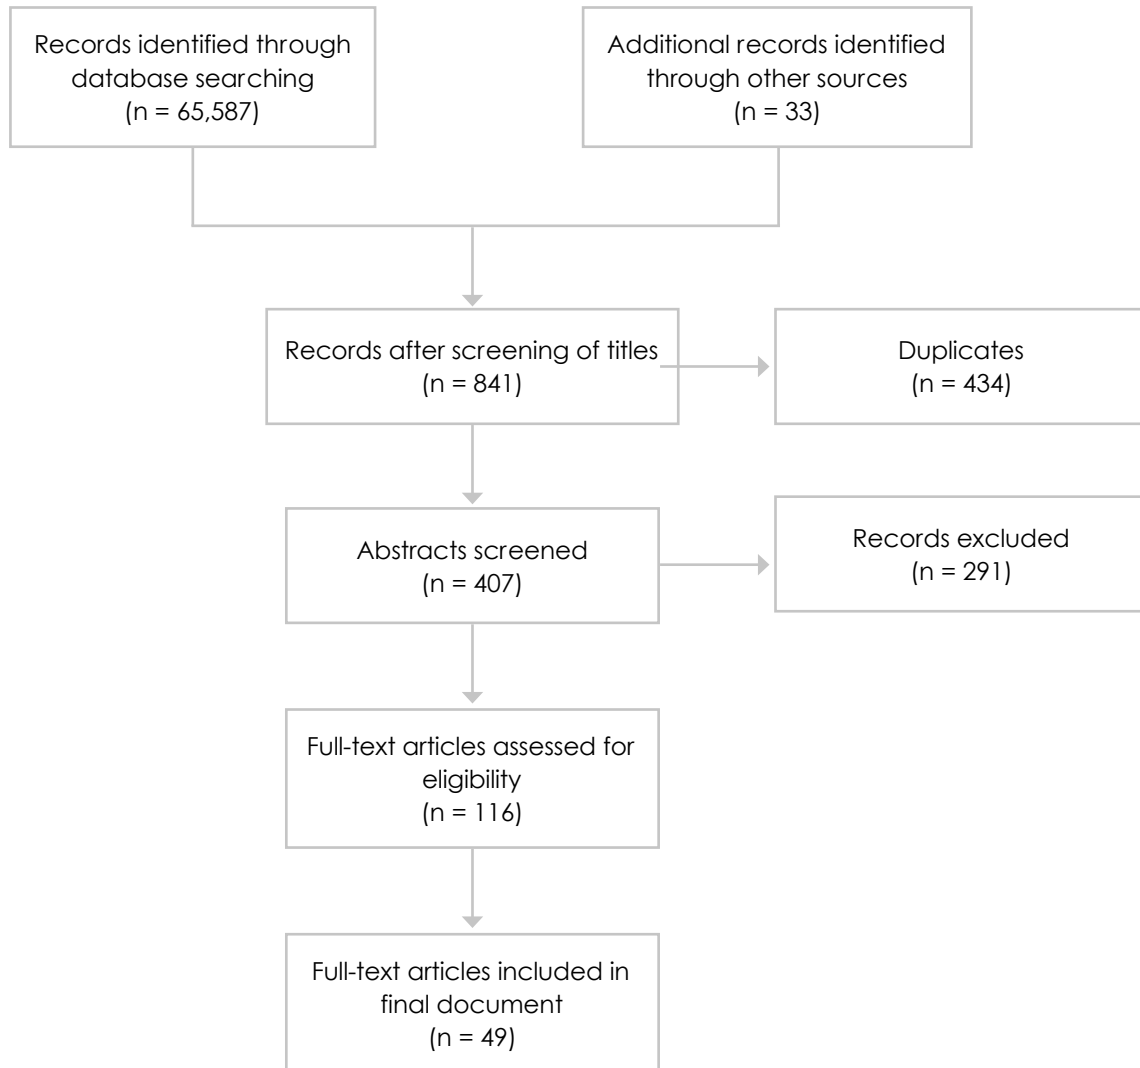 Records identified through
database searching
(n = 65,587)
Additional records identified
through other sources
(n = 33)
Records after screening of titles
(n = 841)
Duplicates
(n = 434)
Abstracts screened
(n = 407)
Records excluded
(n = 291)
Full-text articles assessed for
eligibility
(n = 116)
Full-text articles included in
final document
(n = 49)